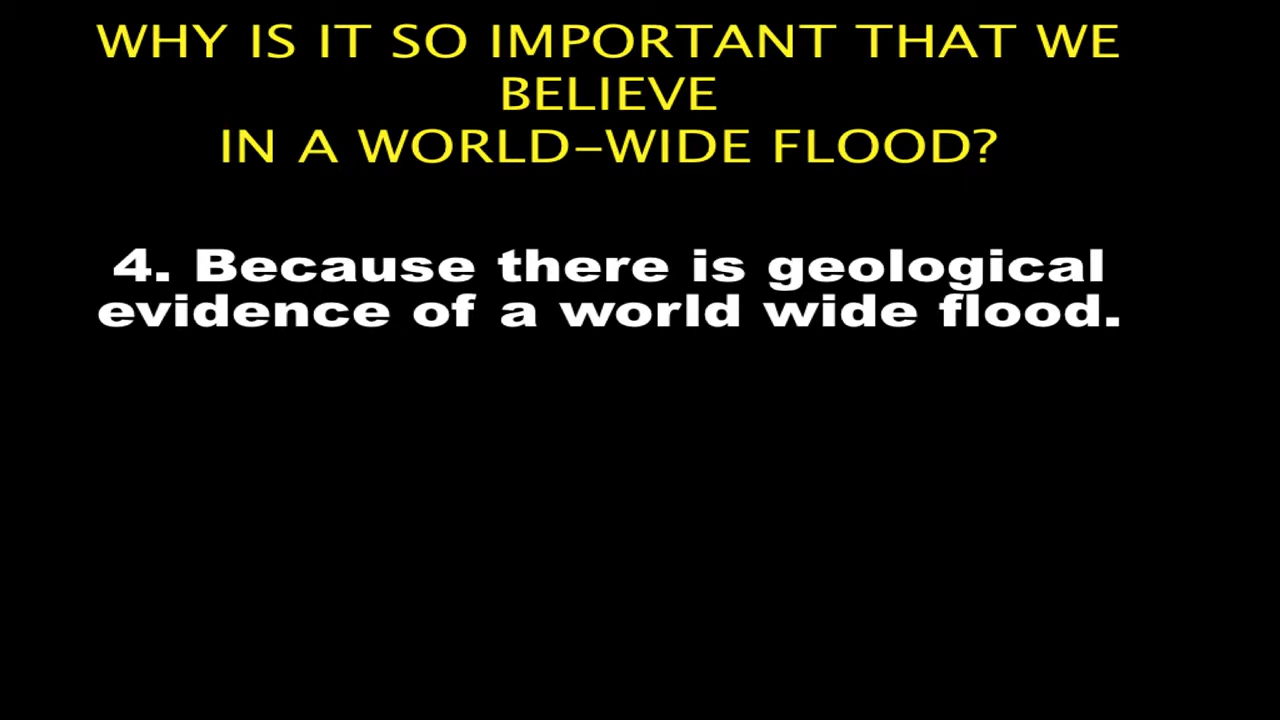 WHY IS IT SO IMPORTANT THAT WE
BELIEVE
IN A WORLD-WIDE FLOOD?
4. Because there is geological
evidence of a world wide flood.